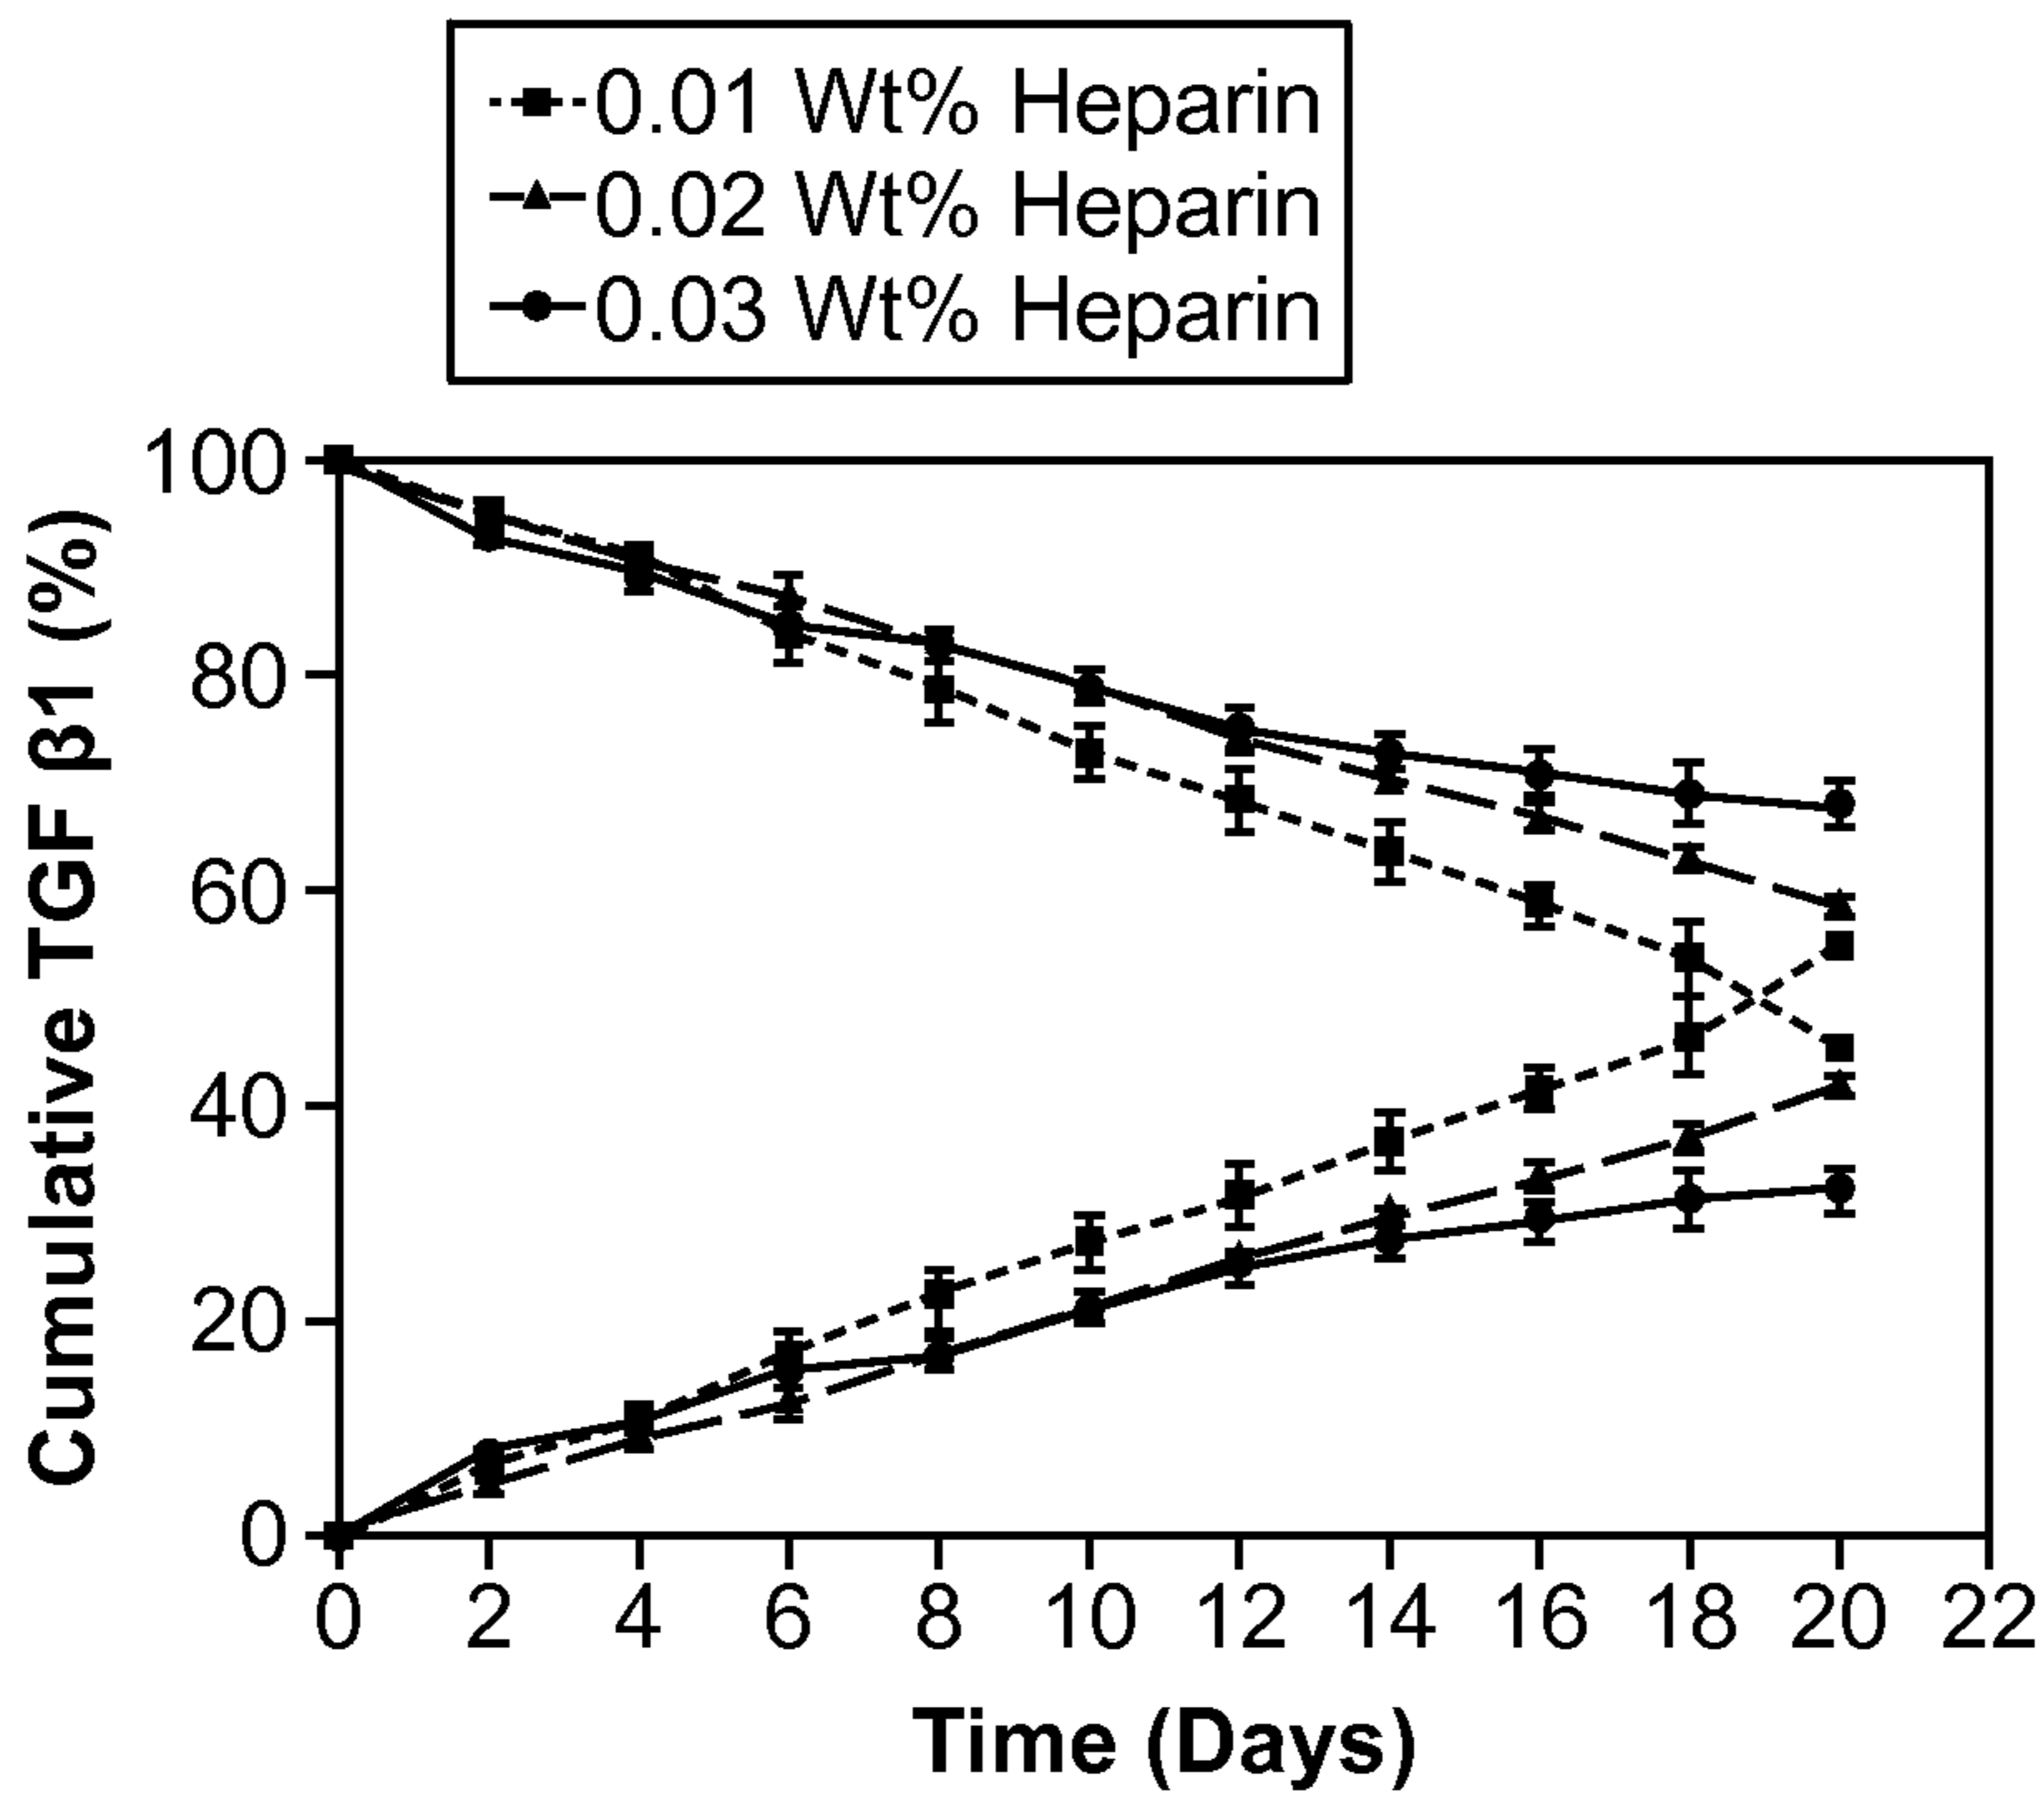 0.01 Wt% Heparin
0.02 Wt% Heparin
0.03 Wt% Heparin
Cumulative TGF β1 (%)
100
80
60
40
20
0
0 2 4 6 8 10 12 14 16 18 20 22
Time (Days)